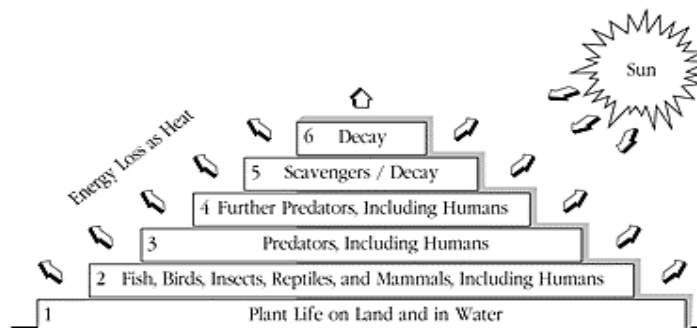 Sun
Energy Loss as Heat
6 Decay
5 Scavengers / Decay
4 Further Predators, Including Humans
3 Predators, Including Humans
2 Fish, Birds, Insects, Reptiles, and Mammals, Including Humans
1 Plant Life on Land and in Water